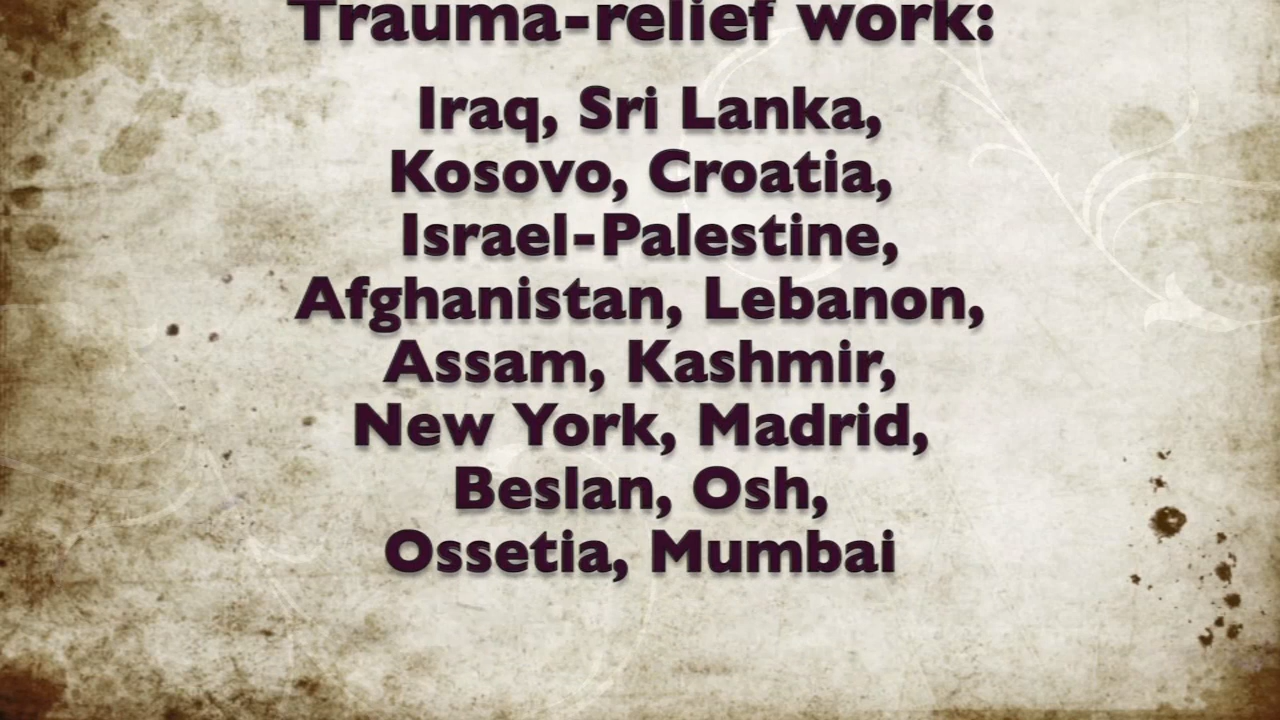 Trauma-relief work:
Iraq, Sri Lanka,
Kosovo, Croatia,
Israel-Palestine,
Afghanistan, Lebanon,
Assam, Kashmir,
New York, Madrid,
Beslan, Osh,
Ossetia, Mumbai